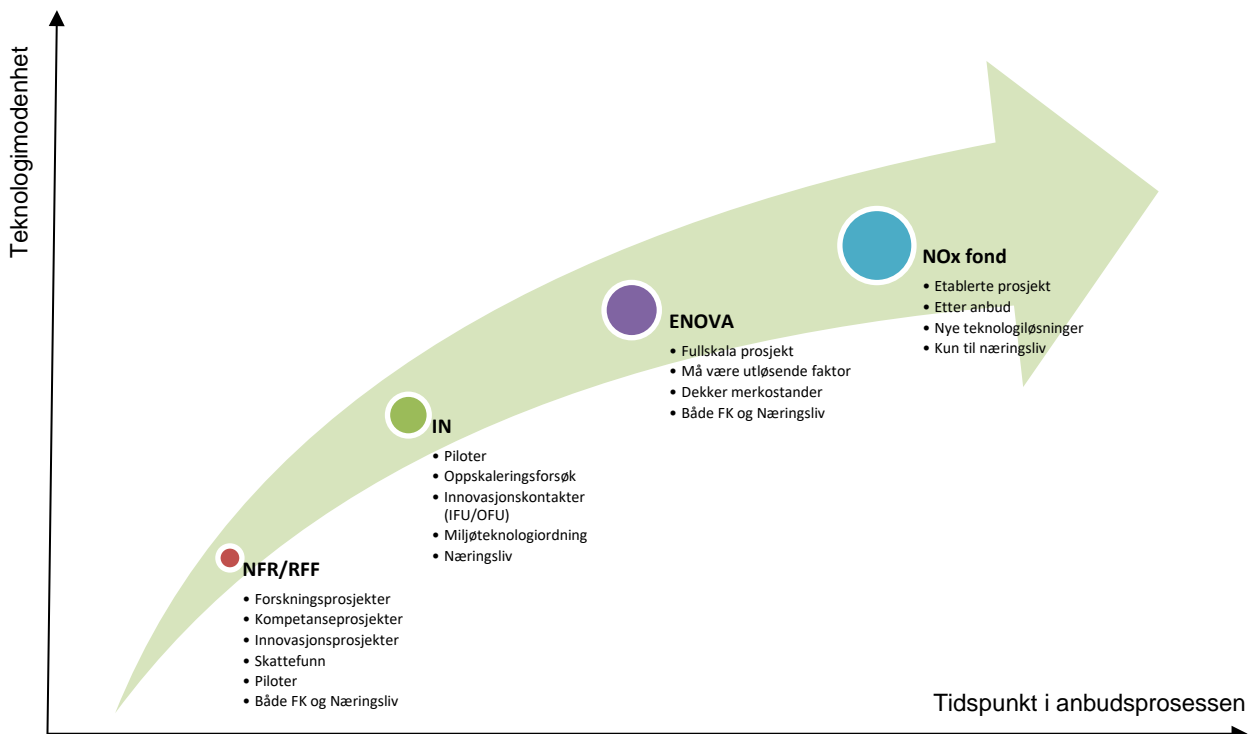 Teknologimodenhet
NOx fond
• Etablerte prosjekt
• Etter anbud
• Nye teknologiløsninger
• Kun til næringsliv
ENOVA
• Fullskala prosjekt
• Må være utløsende faktor
• Dekker merkostander
• Både FK og Næringsliv
IN
• Piloter
• Oppskaleringsforsøk
• Innovasjonskontakter
(IFU/OFU)
• Miljøteknologiordning
• Næringsliv
NFR/RFF
• Forskningsprosjekter
• Kompetanseprosjekter
• Innovasjonsprosjekter
• Skattefunn
• Piloter
• Både FK og Næringsliv
Tidspunkt i anbudsprosessen